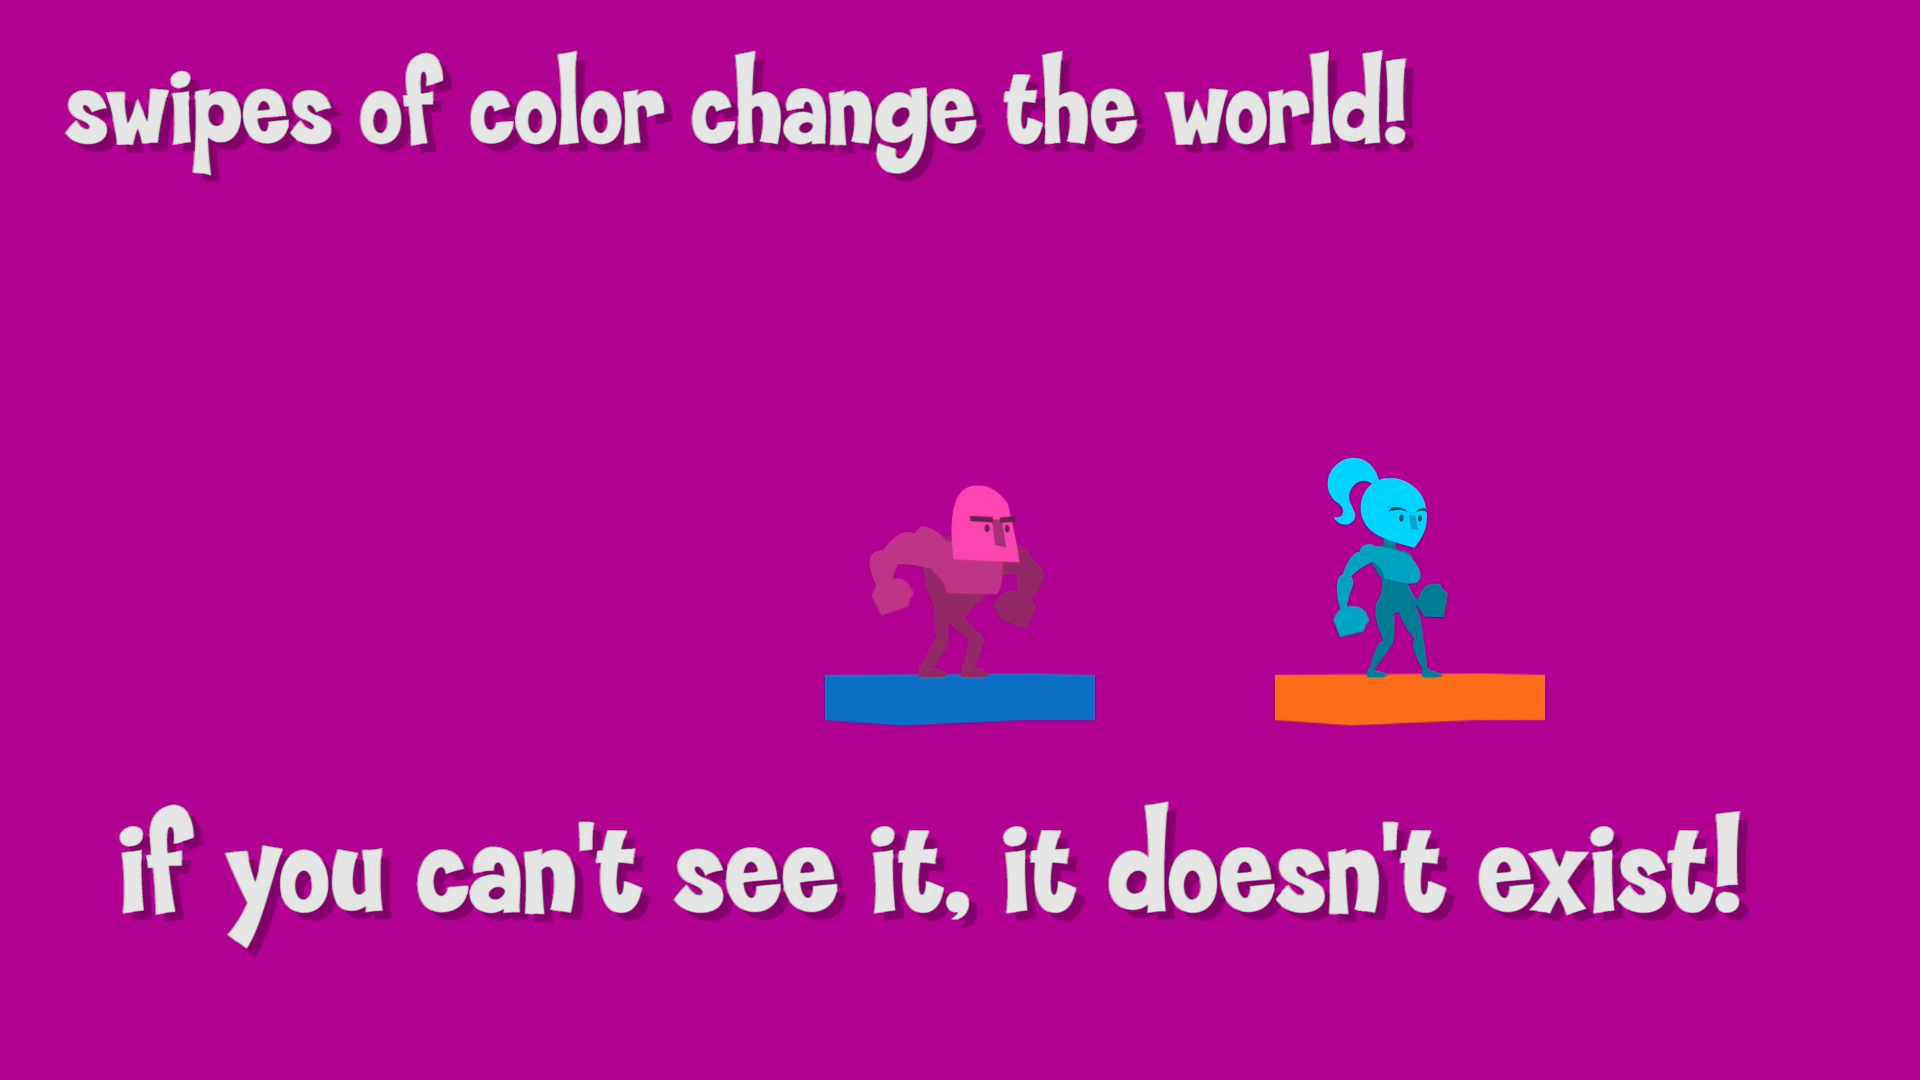 swipes of color change the world!
if you can't see it, it doesn't exist!